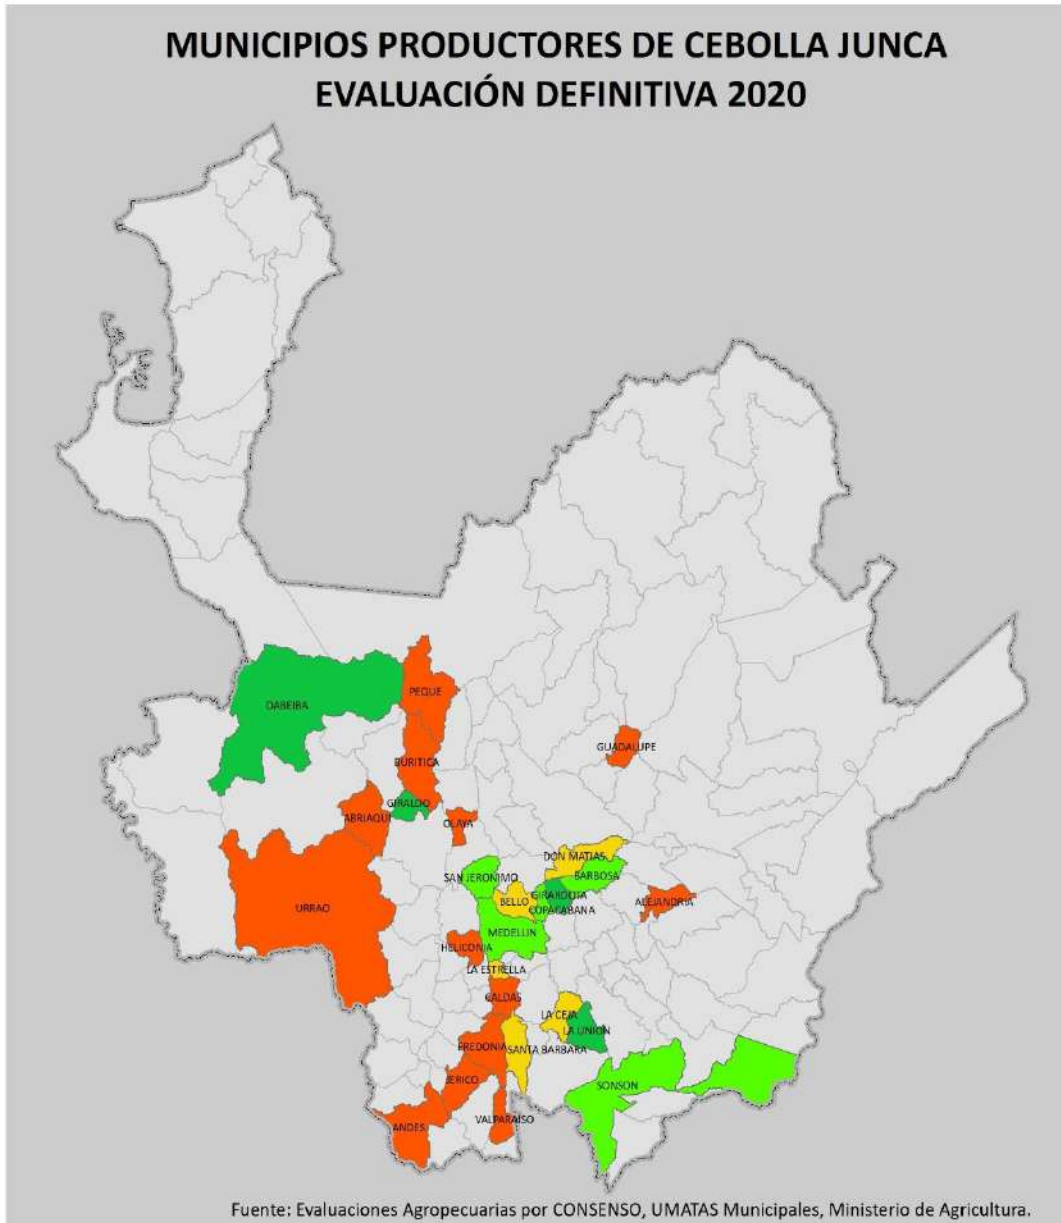 MUNICIPIOS PRODUCTORES DE CEBOLLA JUNCA
EVALUACIÓN DEFINITIVA 2020
PEQUE
DABEIBA
GUADALUPE
BURITICA
GIRALDO
ABRIAQUI
OLAYA
DON MATIAS
SAN JERONIMO
BARBOSA
GIRARDOTA
BELLO
ALEJANDRIA
URRAO
COPACABANA
MEDELLIN
HELICONIA
LA ESTRELLA
CALDAS
LA CEJA
LA UNION
FREDONIA
SANTA BARBARA
JERICO
SONSON
VALPARAISO
ANDES
Fuente: Evaluaciones Agropecuarias por CONSENSO, UMATAS Municipales, Ministerio de Agricultura.